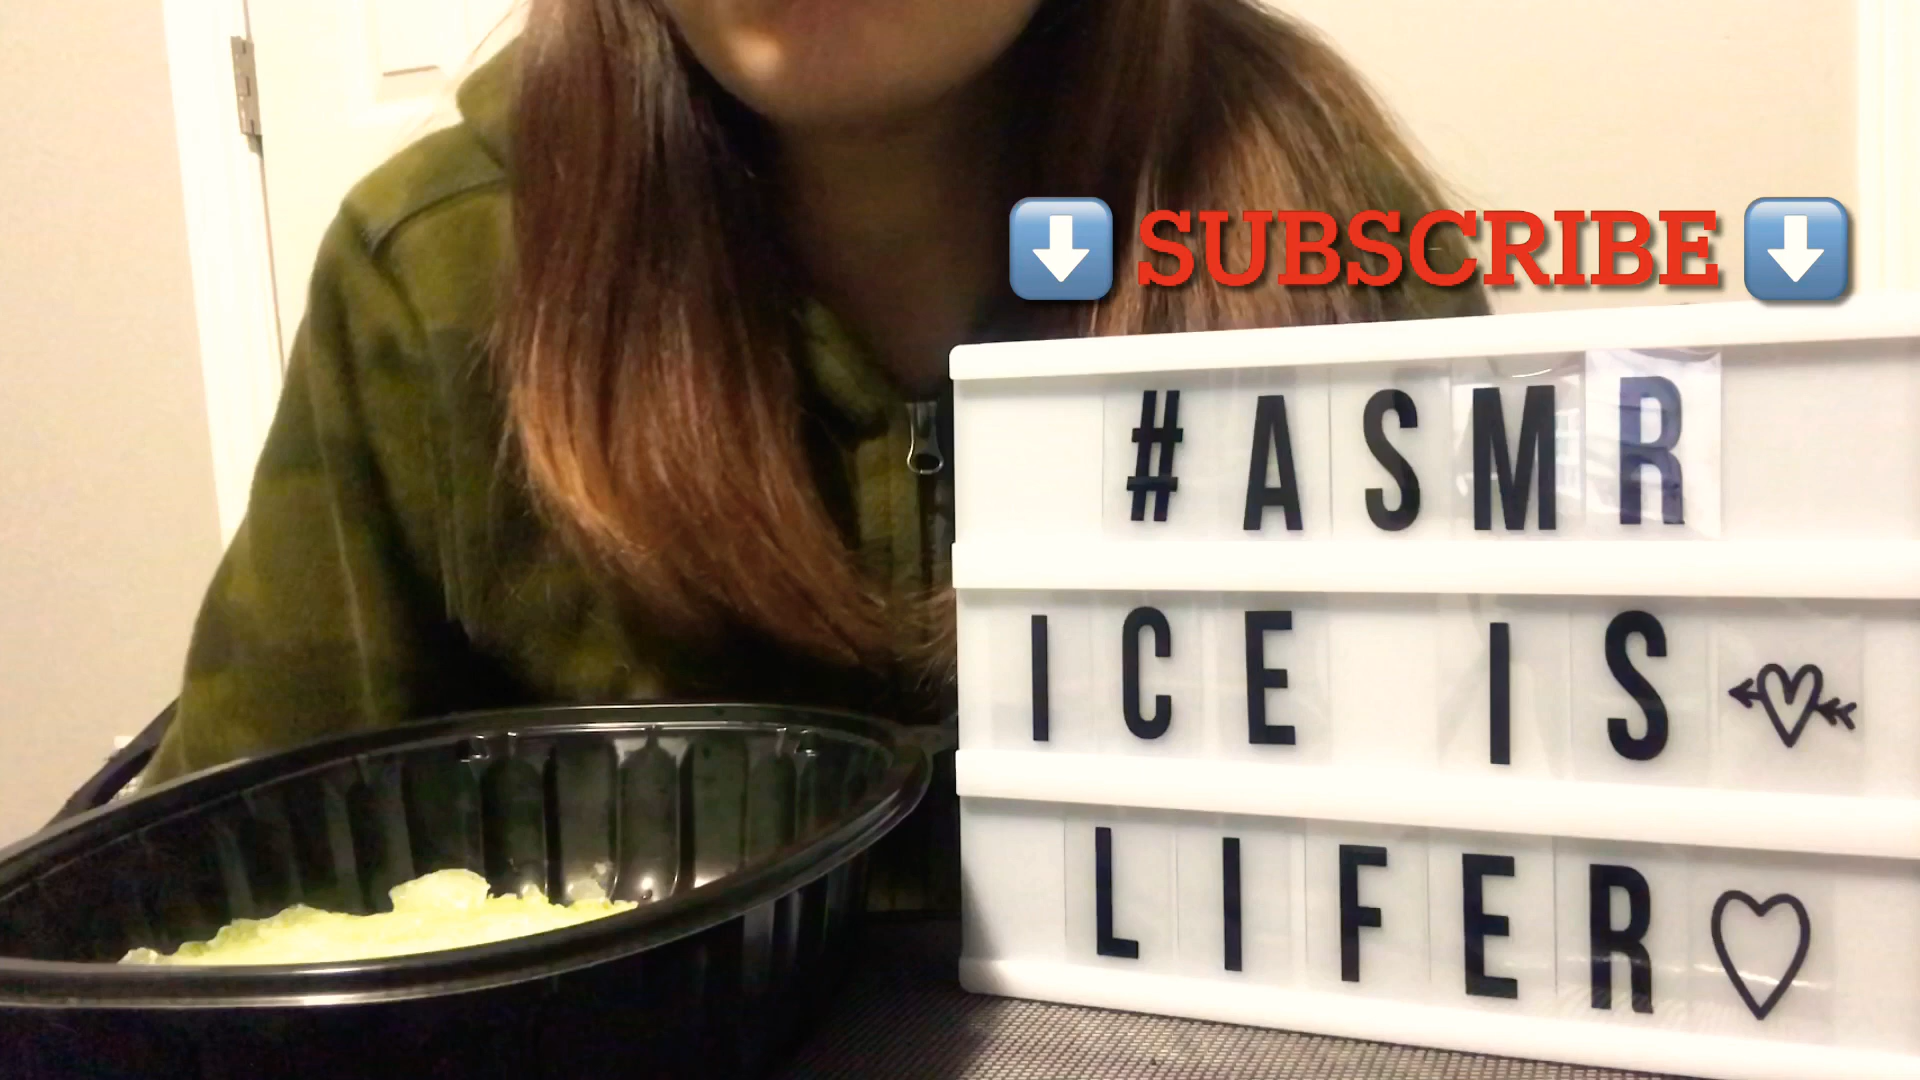 ⬇️ SUBSCRIBE ⬇️
#ASMR
ICE IS
LIFER♡